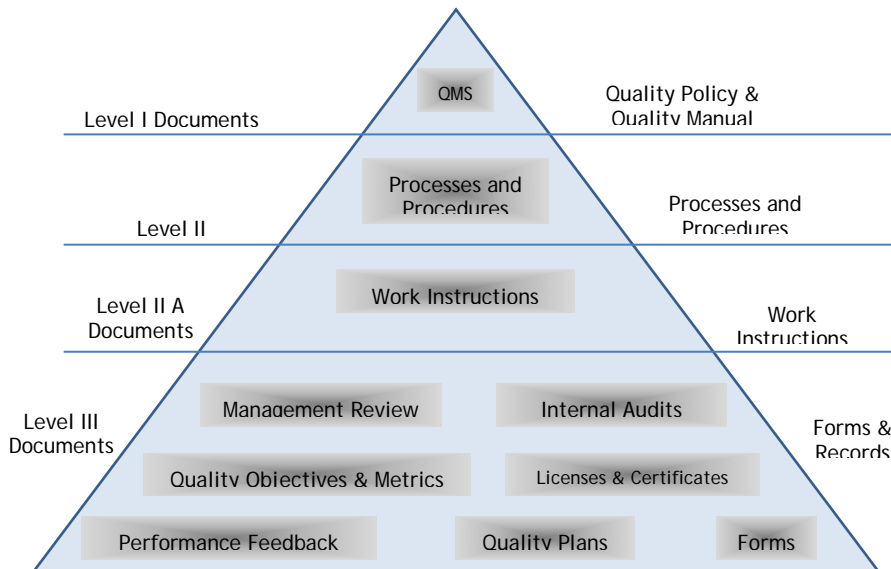 QMS
Quality Policy &
Quality Manual
Level I Documents
Processes and
Procedures
Level II
Processes and
Procedures
Work Instructions
Level II A
Documents
Work
Instructions
Management Review
Internal Audits
Level III
Documents
Forms &
Records
Quality Objectives & Metrics
Licenses & Certificates
Performance Feedback
Quality Plans
Forms